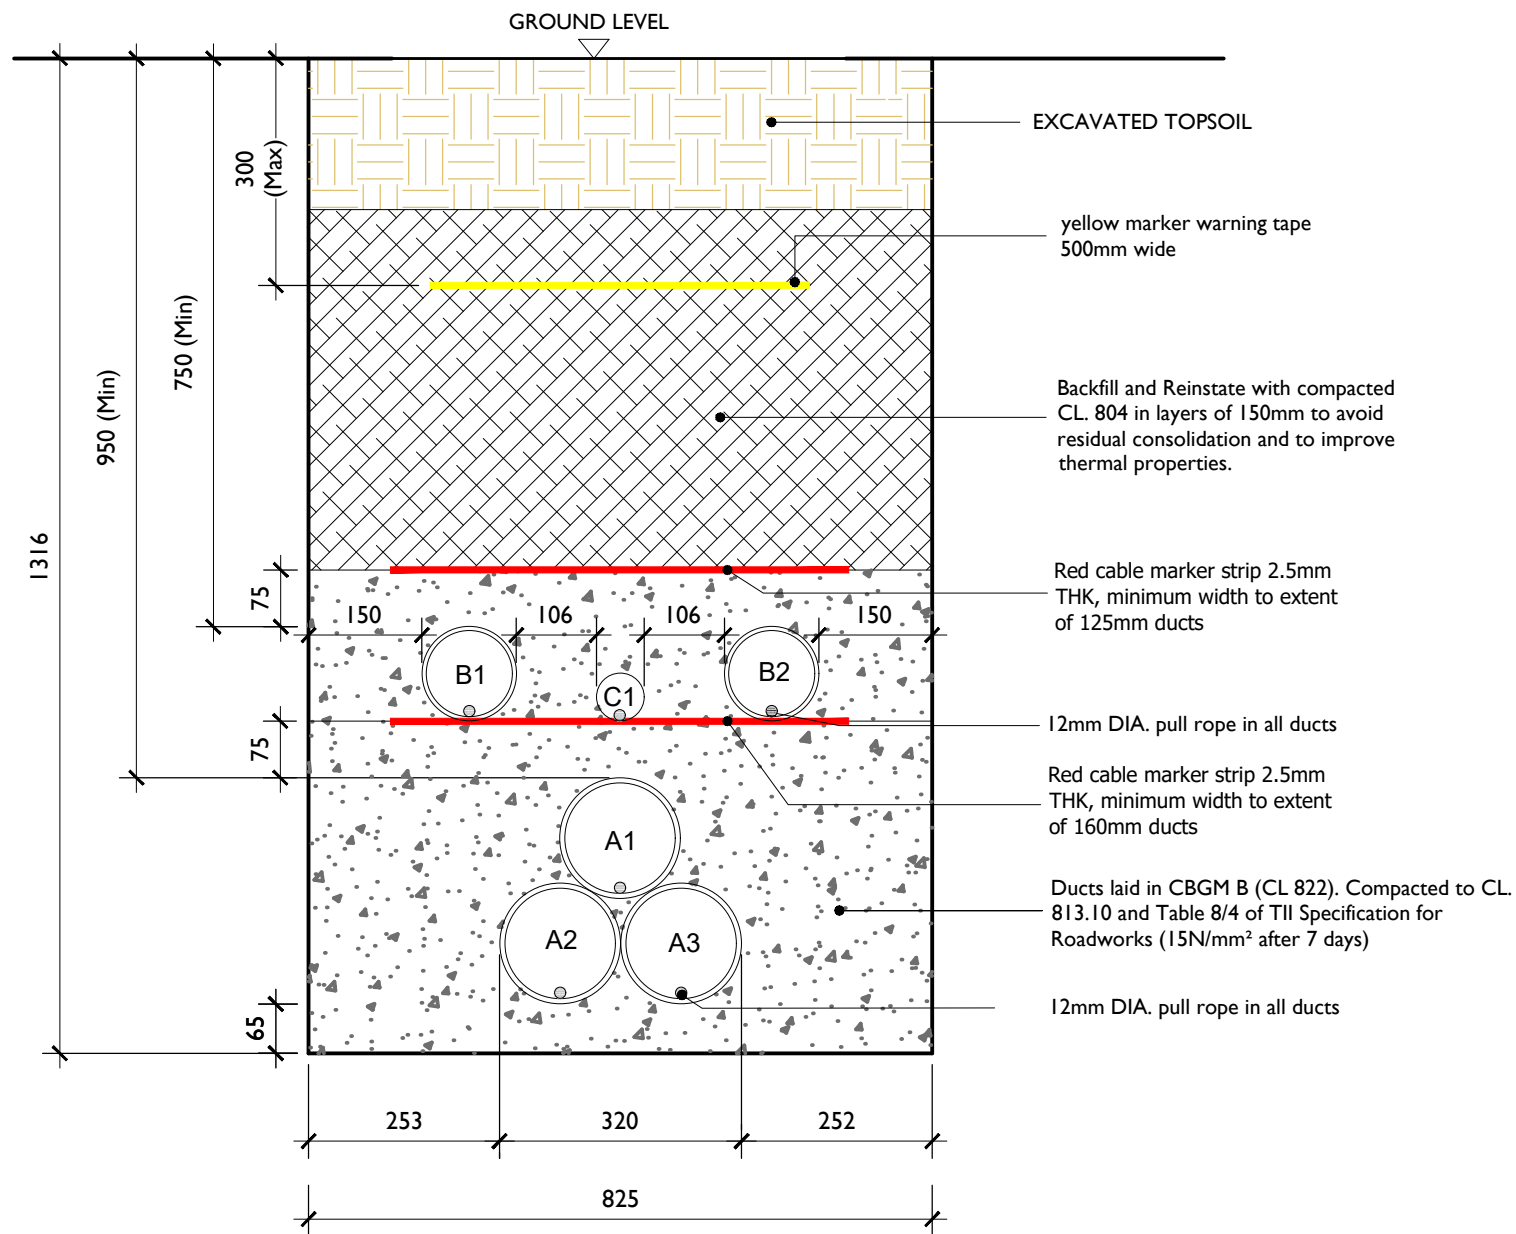 GROUND LEVEL
EXCAVATED TOPSOIL
300
(Max)
yellow marker warning tape
500mm wide
750 (Min)
950 (Min)
1316
Backfill and Reinstate with compacted
CL. 804 in layers of 150mm to avoid
residual consolidation and to improve
thermal properties.
Red cable marker strip 2.5mm
THK, minimum width to extent
of 125mm ducts
75
150
106
106
150
B1
C1
B2
12mm DIA. pull rope in all ducts
75
Red cable marker strip 2.5mm
THK, minimum width to extent
of 160mm ducts
A1
A2
A3
Ducts laid in CBGM B (CL 822). Compacted to CL.
813.10 and Table 8/4 of TII Specification for
Roadworks (15N/mm² after 7 days)
12mm DIA. pull rope in all ducts
65
253
320
252
825